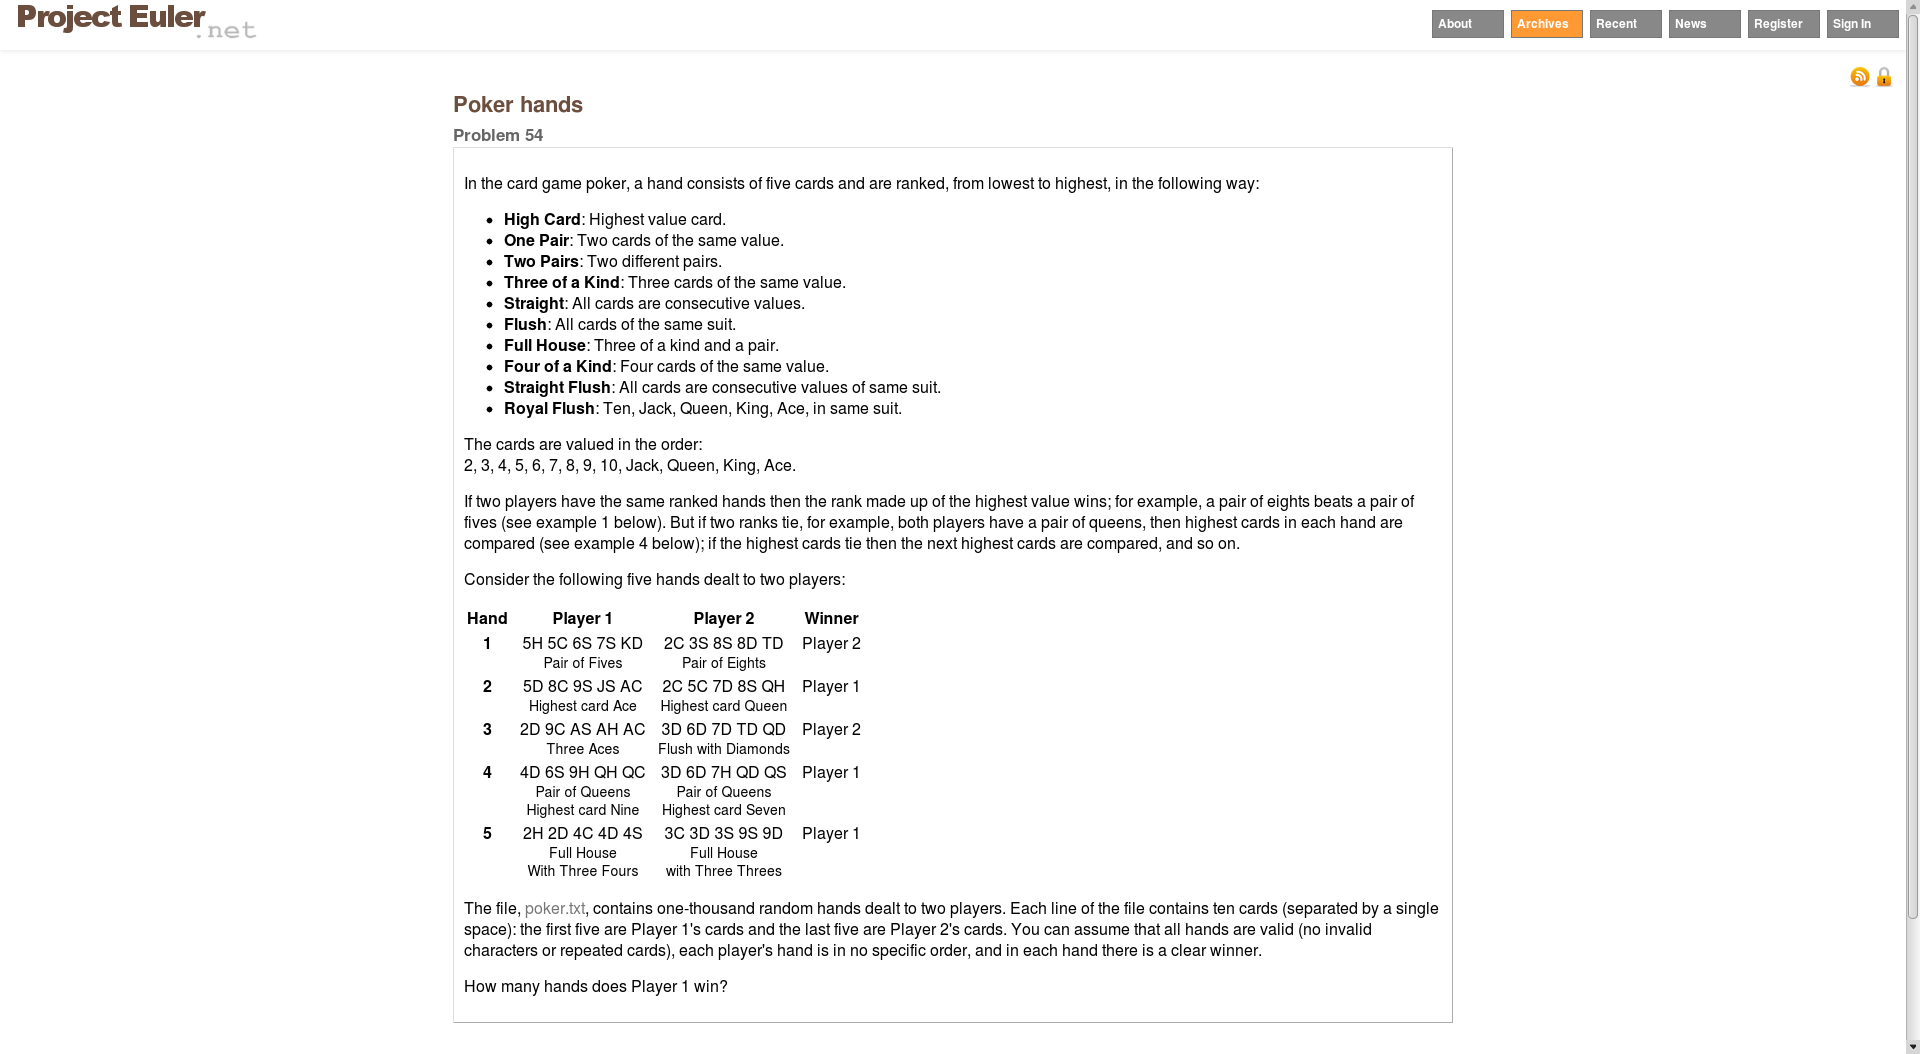 Project Euler.net
About Archives Recent News Register Sign In
Poker hands
Problem 54
In the card game poker, a hand consists of five cards and are ranked, from lowest to highest, in the following way:
• High Card: Highest value card.
• One Pair: Two cards of the same value.
• Two Pairs: Two different pairs.
• Three of a Kind: Three cards of the same value.
• Straight: All cards are consecutive values.
• Flush: All cards of the same suit.
• Full House: Three of a kind and a pair.
• Four of a Kind: Four cards of the same value.
• Straight Flush: All cards are consecutive values of same suit.
• Royal Flush: Ten, Jack, Queen, King, Ace, in same suit.
The cards are valued in the order:
2, 3, 4, 5, 6, 7, 8, 9, 10, Jack, Queen, King, Ace.
If two players have the same ranked hands then the rank made up of the highest value wins; for example, a pair of eights beats a pair of
fives (see example 1 below). But if two ranks tie, for example, both players have a pair of queens, then highest cards in each hand are
compared (see example 4 below); if the highest cards tie then the next highest cards are compared, and so on.
Consider the following five hands dealt to two players:
Hand Player 1 Player 2 Winner
1 5H 5C 6S 7S KD 2C 3S 8S 8D TD Player 2
Pair of Fives Pair of Eights
2 5D 8C 9S JS AC 2C 5C 7D 8S QH Player 1
Highest card Ace Highest card Queen
3 2D 9C AS AH AC 3D 6D 7D TD QD Player 2
Three Aces Flush with Diamonds
4 4D 6S 9H QH QC 3D 6D 7H QD QS Player 1
Pair of Queens Pair of Queens
Highest card Nine Highest card Seven
5 2H 2D 4C 4D 4S 3C 3D 3S 9S 9D Player 1
Full House Full House
With Three Fours with Three Threes
The file, poker.txt, contains one-thousand random hands dealt to two players. Each line of the file contains ten cards (separated by a single
space): the first five are Player 1's cards and the last five are Player 2's cards. You can assume that all hands are valid (no invalid
characters or repeated cards), each player's hand is in no specific order, and in each hand there is a clear winner.
How many hands does Player 1 win?